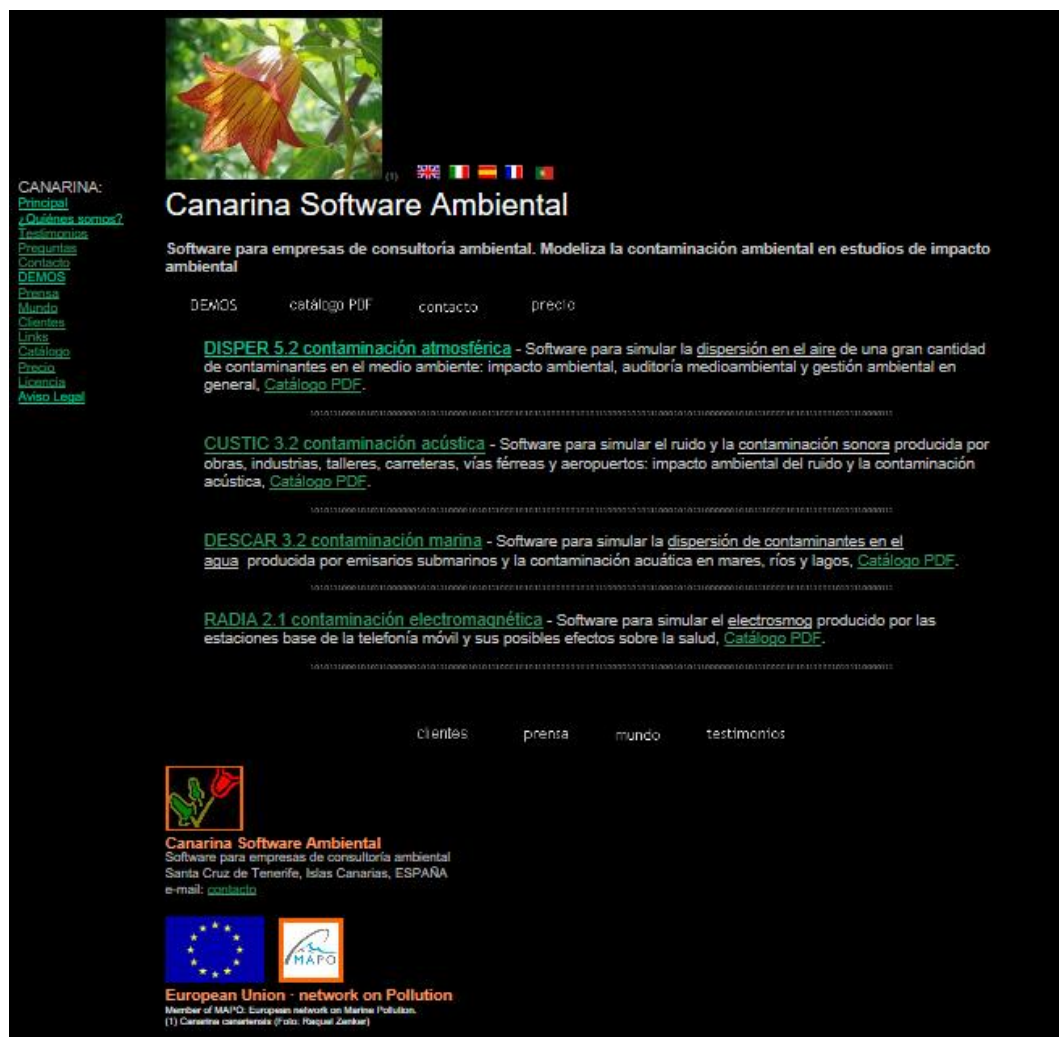 (1)
CANARINA:
Principal
¿Quiénes somos?
Testimonios
Preguntas
Contacto
DEMOS
Prensa
Mundo
Clientes
Links
Catálogo
Precio
Licencia
Aviso Legal
Canarina Software Ambiental
Software para empresas de consultoría ambiental. Modeliza la contaminación ambiental en estudios de impacto
ambiental
DEMOS catálogo PDF contacto precio
DISPER 5.2 contaminación atmosférica - Software para simular la dispersión en el aire de una gran cantidad
de contaminantes en el medio ambiente: impacto ambiental, auditoría medioambiental y gestión ambiental en
general, Catálogo PDF.
CUSTIC 3.2 contaminación acústica - Software para simular el ruido y la contaminación sonora producida por
obras, industrias, talleres, carreteras, vías férreas y aeropuertos: impacto ambiental del ruido y la contaminación
acústica, Catálogo PDF.
DESCAR 3.2 contaminación marina - Software para simular la dispersión de contaminantes en el
agua producida por emisarios submarinos y la contaminación acuática en mares, ríos y lagos, Catálogo PDF.
RADIA 2.1 contaminación electromagnética - Software para simular el electrosmog producido por las
estaciones base de la telefonía móvil y sus posibles efectos sobre la salud, Catálogo PDF.
clientes prensa mundo testimonios
Canarina Software Ambiental
Software para empresas de consultoría ambiental
Santa Cruz de Tenerife, Islas Canarias, ESPAÑA
e-mail: contacto
MAPO
European Union · network on Pollution
Member of MAPO: European network on Marine Pollution.
(1) Canarina canariensis (Foto: Raquel Zenker)